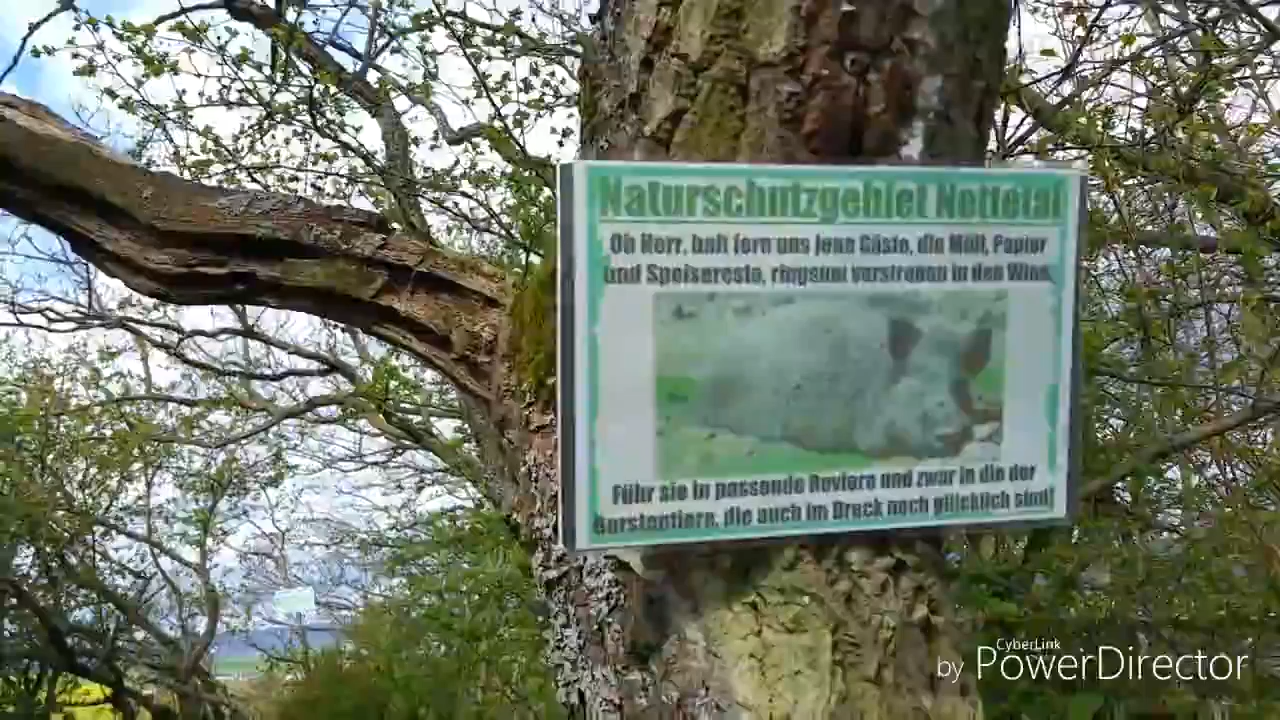 Naturschutzgebiet Nettetal
Oh Herr, halt fern uns jene Gäste, die Müll, Papier
und Speisereste, ringsum verstreuen in den Wind,
Führ sie in passende Reviere und zwar in die der
Borstentiere, die auch im Dreck noch glücklich sind!
CyberLink
by PowerDirector